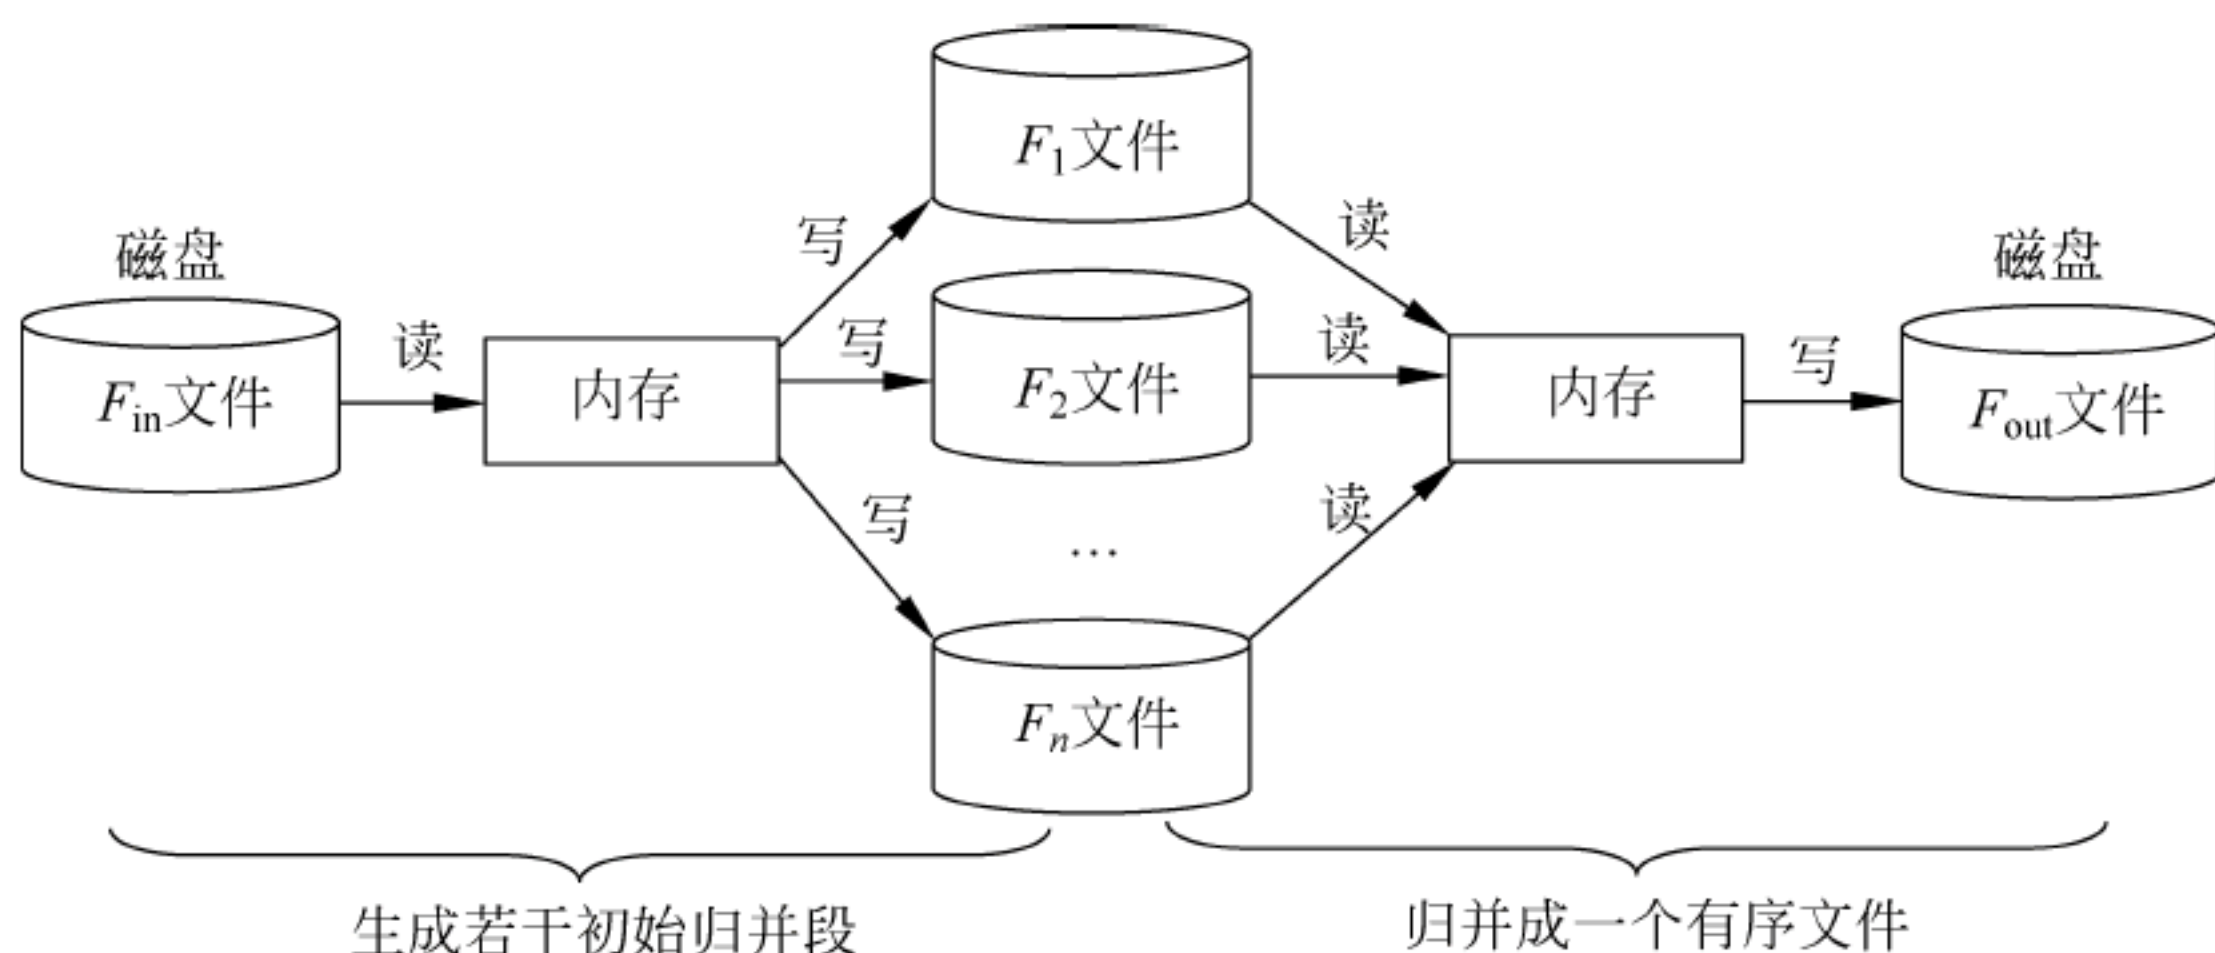 F₁文件
写
读
磁盘
磁盘
读
写
读
写
Fin文件
内存
F₂文件
内存
Fout文件
写
读
…
Fn文件
生成若干初始归并段
归并成一个有序文件